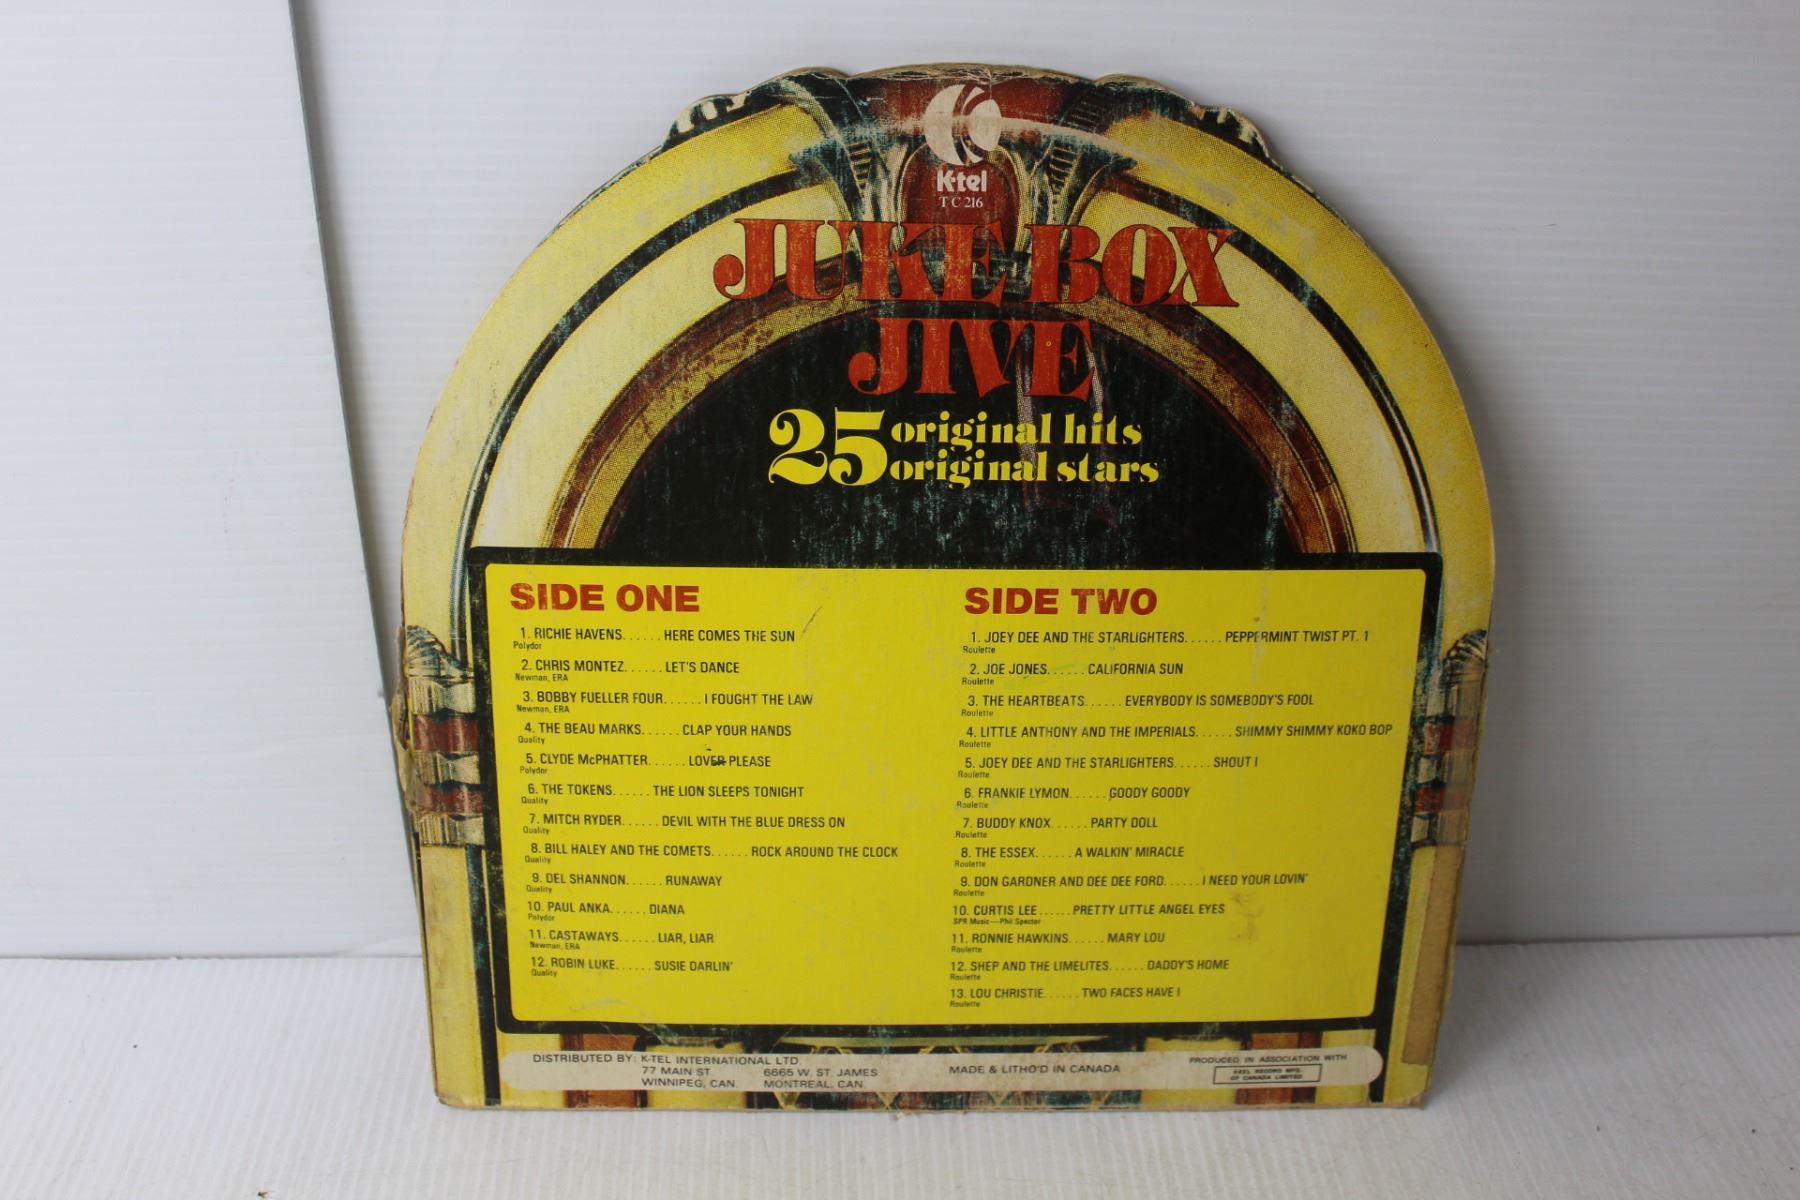 K-tel
TC 216
JUKE BOX
JIVE
25 original hits
original stars
SIDE ONE
1. RICHIE HAVENS......HERE COMES THE SUN
Polydor
2. CHRIS MONTEZ......LET'S DANCE
Newman, ERA
3. BOBBY FUELLER FOUR......I FOUGHT THE LAW
Newman, ERA
4. THE BEAU MARKS......CLAP YOUR HANDS
Quality
5. CLYDE McPHATTER......LOVER PLEASE
Polydor
6. THE TOKENS......THE LION SLEEPS TONIGHT
Quality
7. MITCH RYDER......DEVIL WITH THE BLUE DRESS ON
Quality
8. BILL HALEY AND THE COMETS......ROCK AROUND THE CLOCK
Quality
9. DEL SHANNON......RUNAWAY
Quality
10. PAUL ANKA......DIANA
Polydor
11. CASTAWAYS......LIAR, LIAR
Newman, ERA
12. ROBIN LUKE......SUSIE DARLIN'
Quality
SIDE TWO
1. JOEY DEE AND THE STARLIGHTERS......PEPPERMINT TWIST PT. 1
Roulette
2. JOE JONES......CALIFORNIA SUN
Roulette
3. THE HEARTBEATS......EVERYBODY IS SOMEBODY'S FOOL
Roulette
4. LITTLE ANTHONY AND THE IMPERIALS......SHIMMY SHIMMY KOKO BOP
Roulette
5. JOEY DEE AND THE STARLIGHTERS......SHOUT I
Roulette
6. FRANKIE LYMON......GOODY GOODY
Roulette
7. BUDDY KNOX......PARTY DOLL
Roulette
8. THE ESSEX......A WALKIN' MIRACLE
Roulette
9. DON GARDNER AND DEE DEE FORD......I NEED YOUR LOVIN'
Roulette
10. CURTIS LEE......PRETTY LITTLE ANGEL EYES
SPR Music—Phil Spector
11. RONNIE HAWKINS......MARY LOU
Roulette
12. SHEP AND THE LIMELITES......DADDY'S HOME
Roulette
13. LOU CHRISTIE......TWO FACES HAVE I
Roulette
DISTRIBUTED BY: K-TEL INTERNATIONAL LTD.
77 MAIN ST. 6665 W. ST. JAMES
WINNIPEG, CAN. MONTREAL, CAN.
MADE & LITHO'D IN CANADA
PRODUCED IN ASSOCIATION WITH
KEEL RECORD MFG.
OF CANADA LIMITED